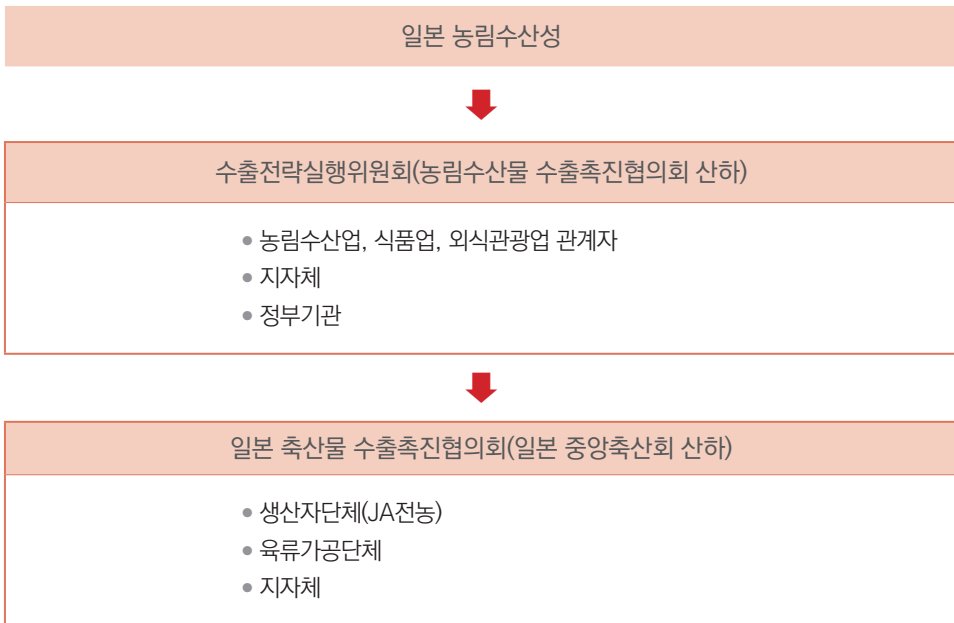 일본 농림수산성
수출전략실행위원회(농림수산물 수출촉진협의회 산하)
● 농림수산업, 식품업, 외식관광업 관계자
● 지자체
● 정부기관
일본 축산물 수출촉진협의회(일본 중앙축산회 산하)
● 생산자단체(JA전농)
● 육류가공단체
● 지자체